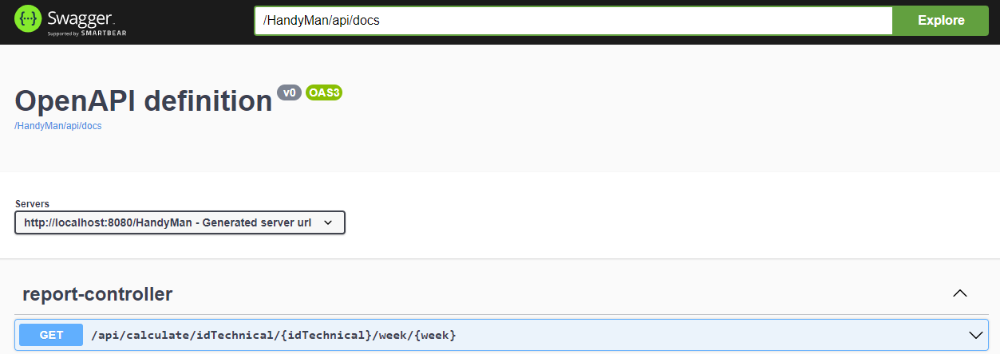 {···} Swagger
Supported by SMARTBEAR
/HandyMan/api/docs
Explore
OpenAPI definition v0 OAS3
/HandyMan/api/docs
Servers
http://localhost:8080/HandyMan - Generated server url
report-controller
GET /api/calculate/idTechnical/{idTechnical}/week/{week}